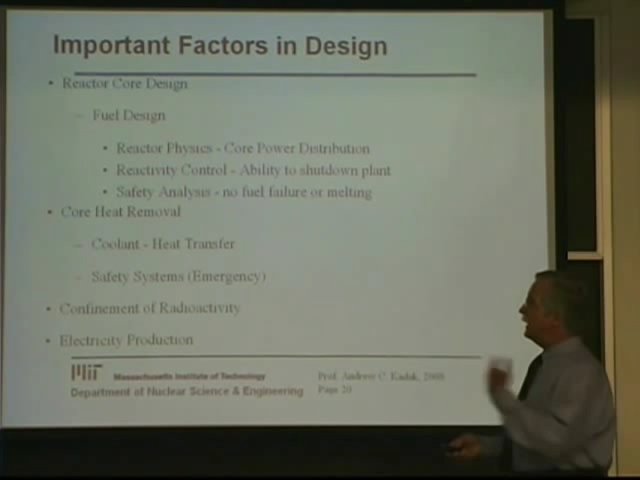 Important Factors in Design
• Reactor Core Design
– Fuel Design
• Reactor Physics - Core Power Distribution
• Reactivity Control - Ability to shutdown plant
• Safety Analysis - no fuel failure or melting
• Core Heat Removal
– Coolant - Heat Transfer
– Safety Systems (Emergency)
• Confinement of Radioactivity
• Electricity Production
MIT Massachusetts Institute of Technology
Department of Nuclear Science & Engineering
Prof. Andrew C. Kadak, 2008
Page 20